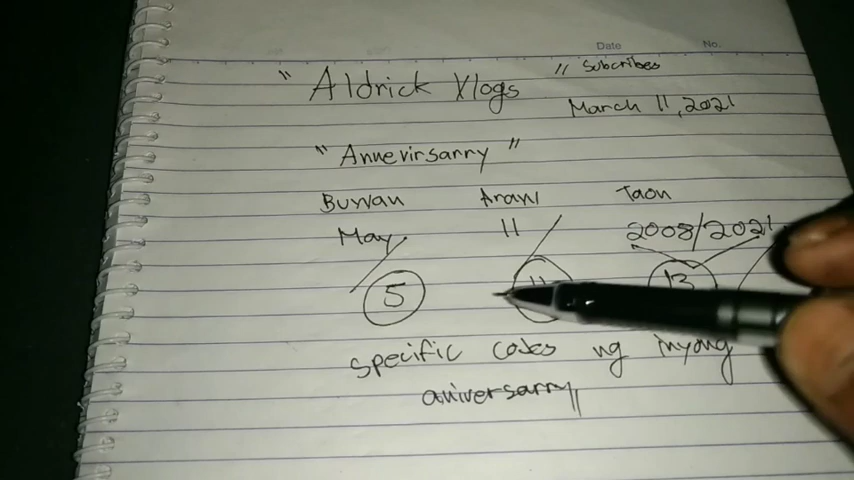 Date No.
"Aldrick Vlogs" Subcribes
March 11, 2021
"Annevirsarry"
Buwan Araw Taon
May 11 2008/2021
5 11 13
specific codes ng inyong
aniversarry